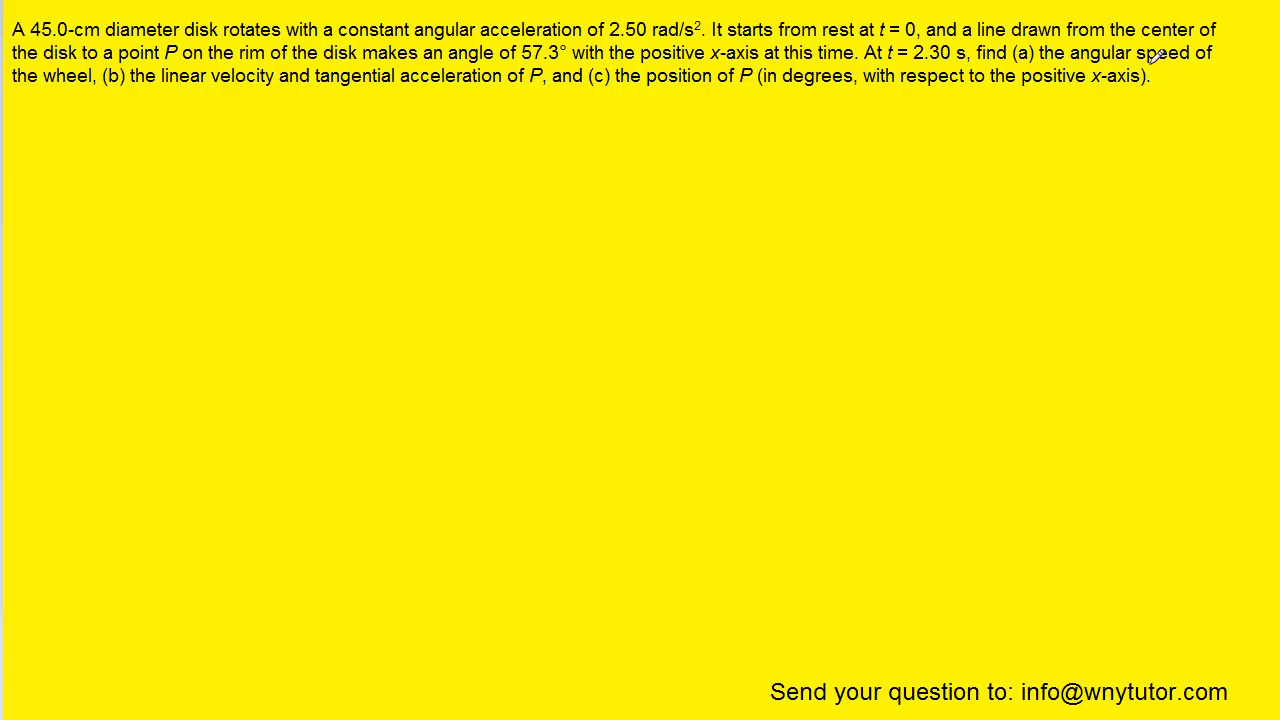 A 45.0-cm diameter disk rotates with a constant angular acceleration of 2.50 rad/s². It starts from rest at t = 0, and a line drawn from the center of
the disk to a point P on the rim of the disk makes an angle of 57.3° with the positive x-axis at this time. At t = 2.30 s, find (a) the angular speed of
the wheel, (b) the linear velocity and tangential acceleration of P, and (c) the position of P (in degrees, with respect to the positive x-axis).
Send your question to: info@wnytutor.com